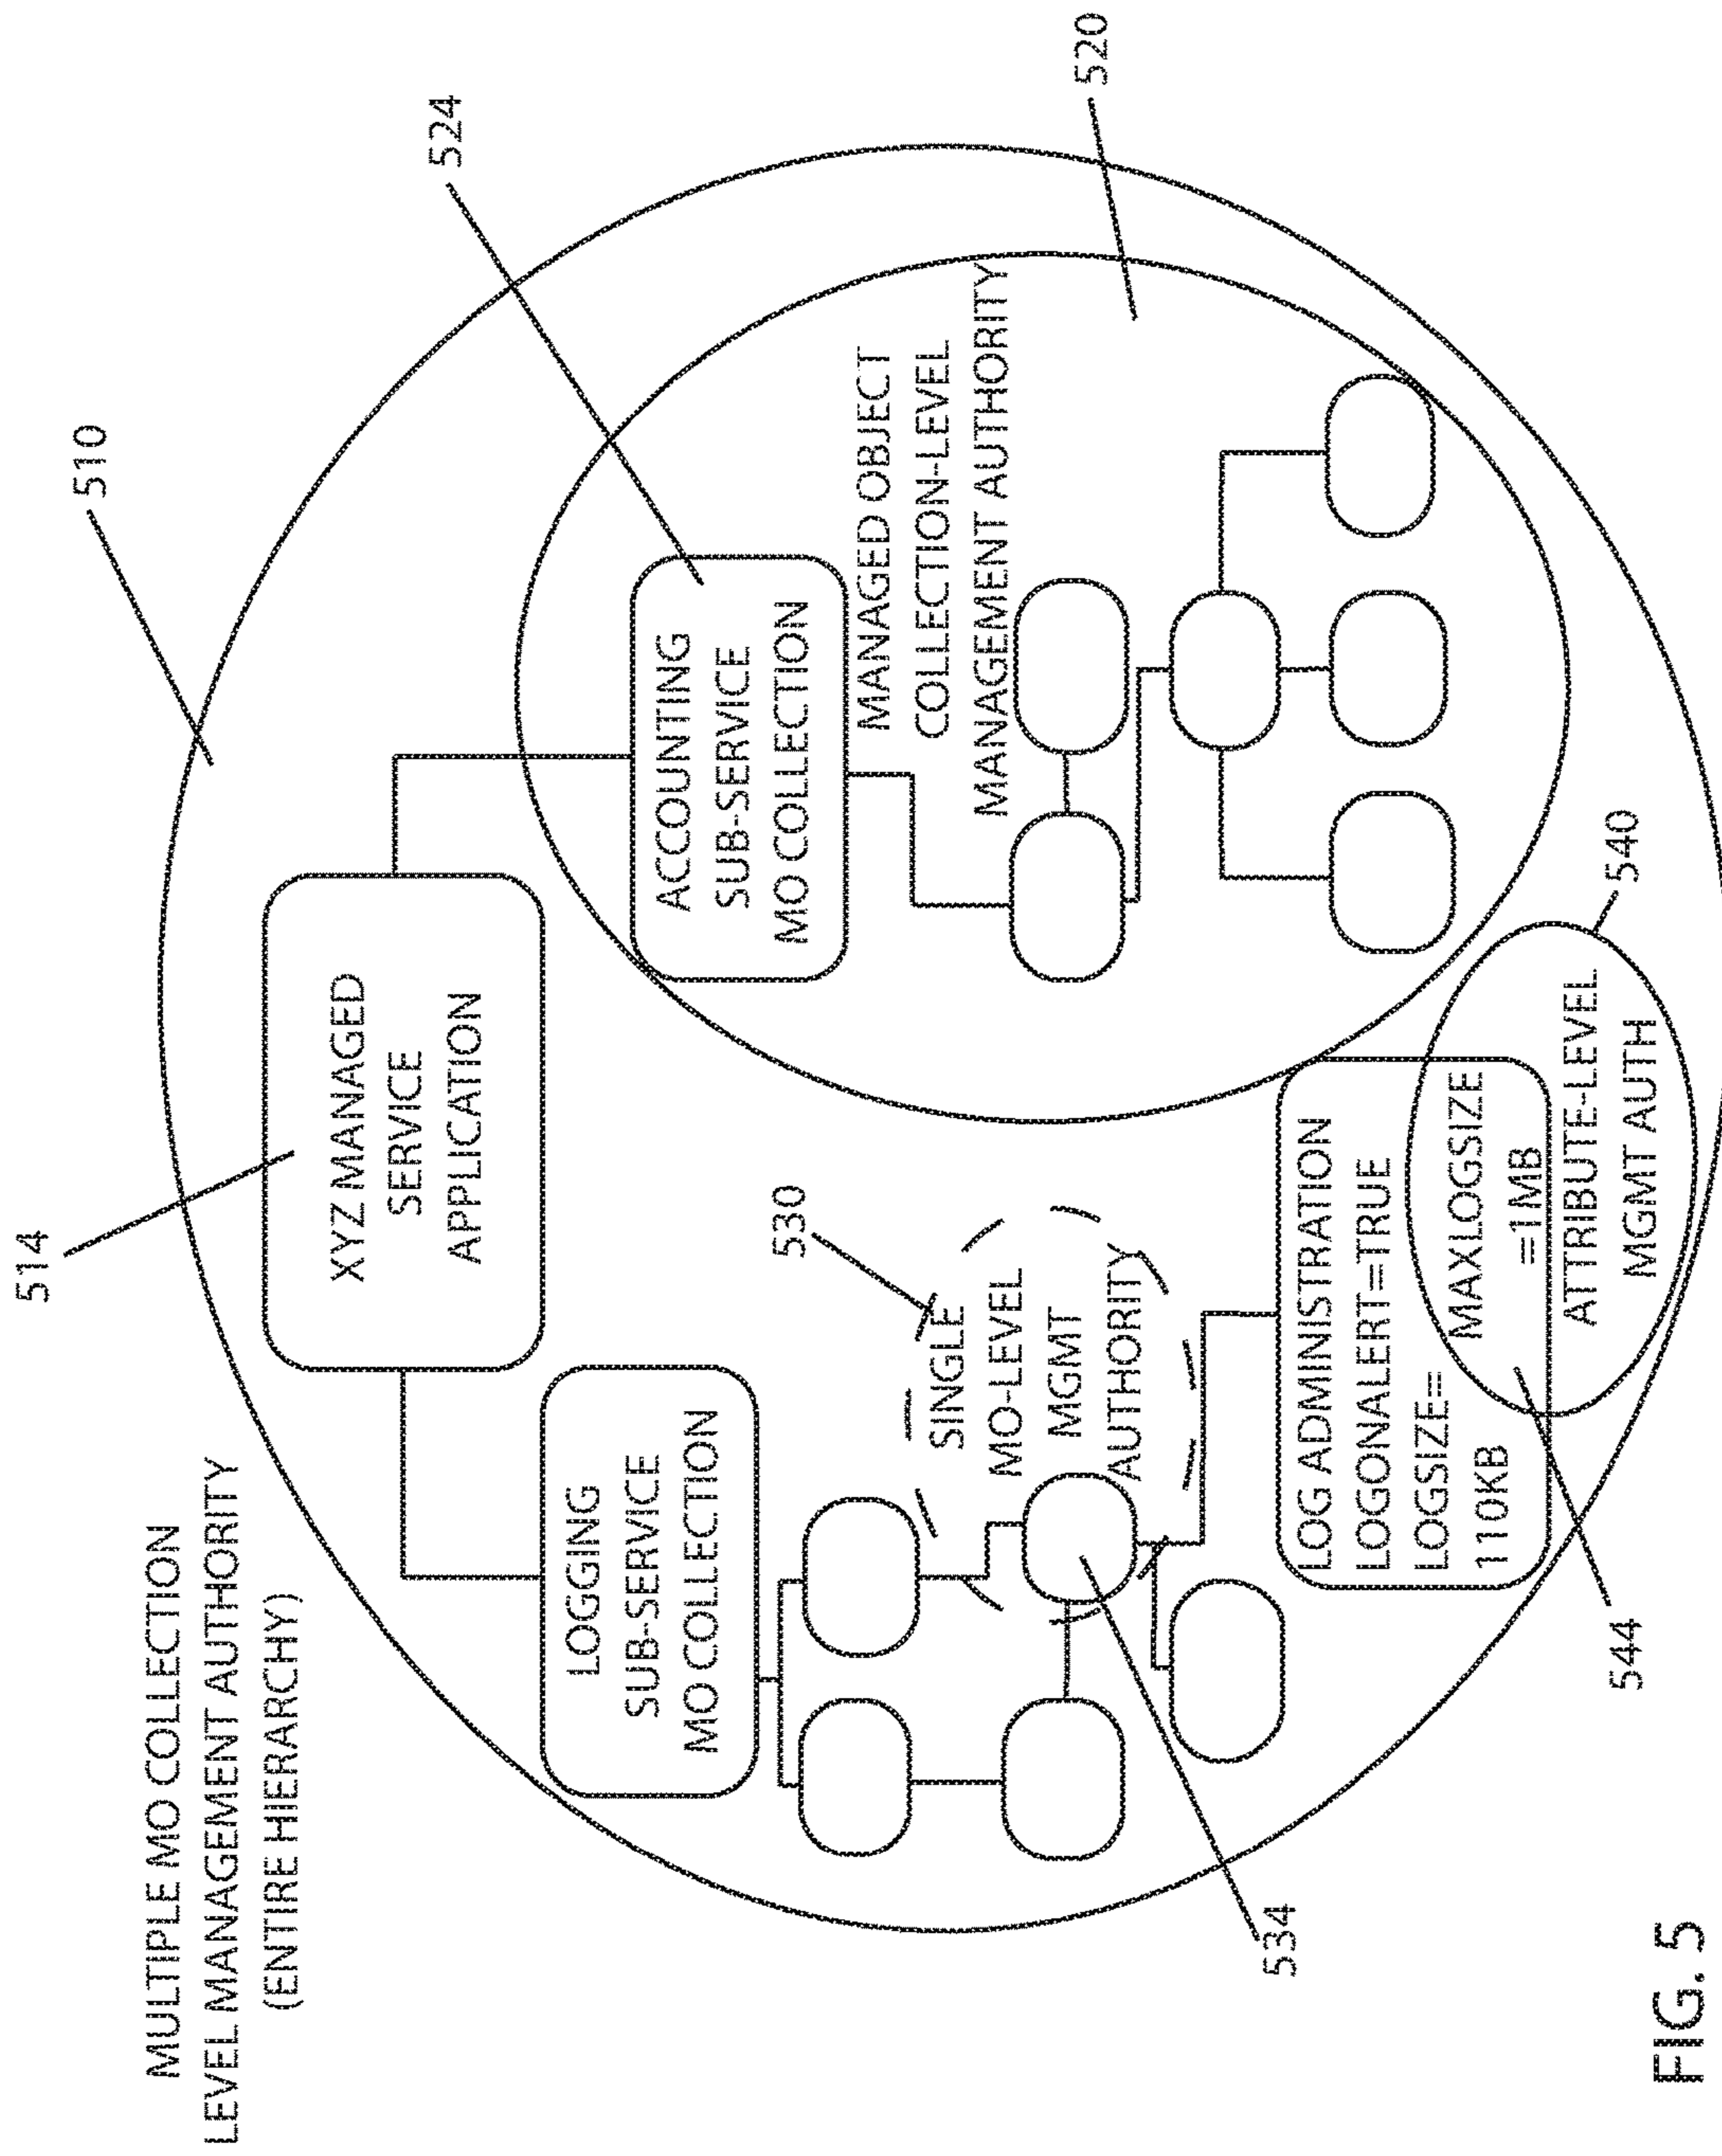 MULTIPLE MO COLLECTION
LEVEL MANAGEMENT AUTHORITY
(ENTIRE HIERARCHY)
514
510
524
520
XYZ MANAGED
SERVICE
APPLICATION
LOGGING
SUB-SERVICE
MO COLLECTION
ACCOUNTING
SUB-SERVICE
MO COLLECTION
MANAGED OBJECT
COLLECTION-LEVEL
MANAGEMENT AUTHORITY
530
SINGLE
MO-LEVEL
MGMT
AUTHORITY
534
LOG ADMINISTRATION
LOGONALERT=TRUE
LOGSIZE=
110KB
MAXLOGSIZE
=1MB
ATTRIBUTE-LEVEL
MGMT AUTH
540
544
FIG. 5